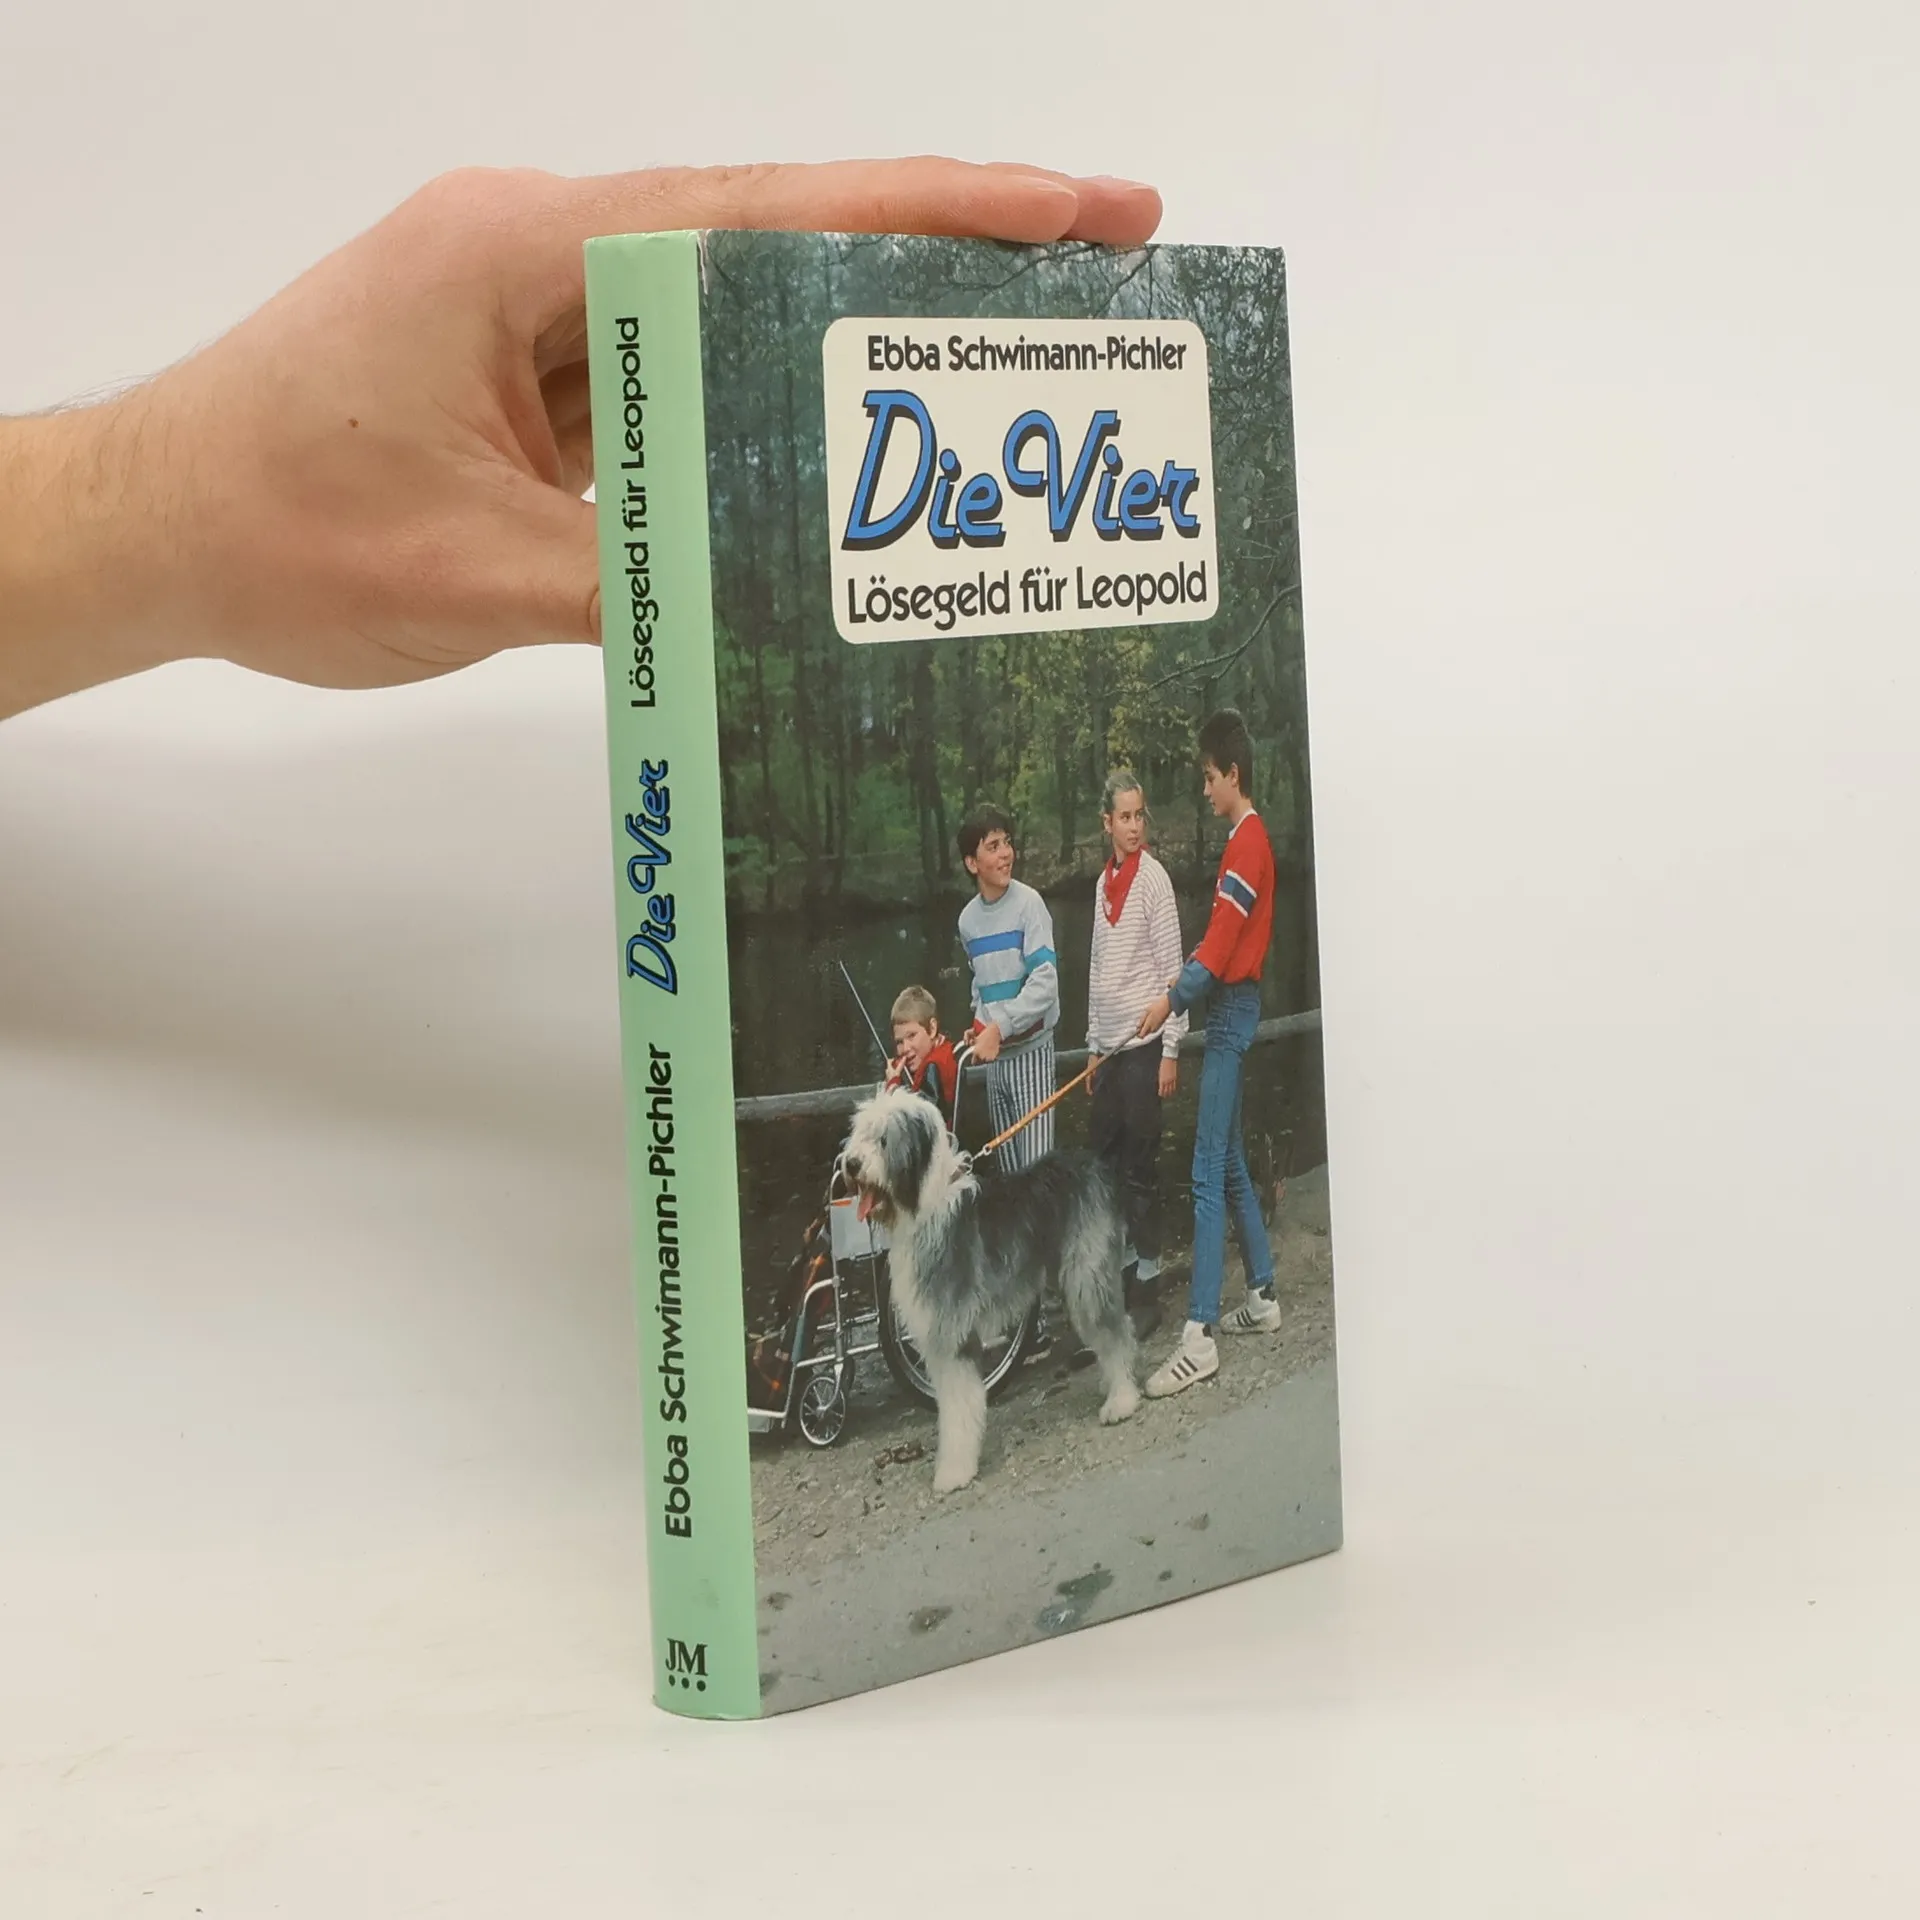 Ebba Schwimann-Pichler
Die Vier
Lösegeld für Leopold
Ebba Schwimann-Pichler Die Vier Lösegeld für Leopold
JM